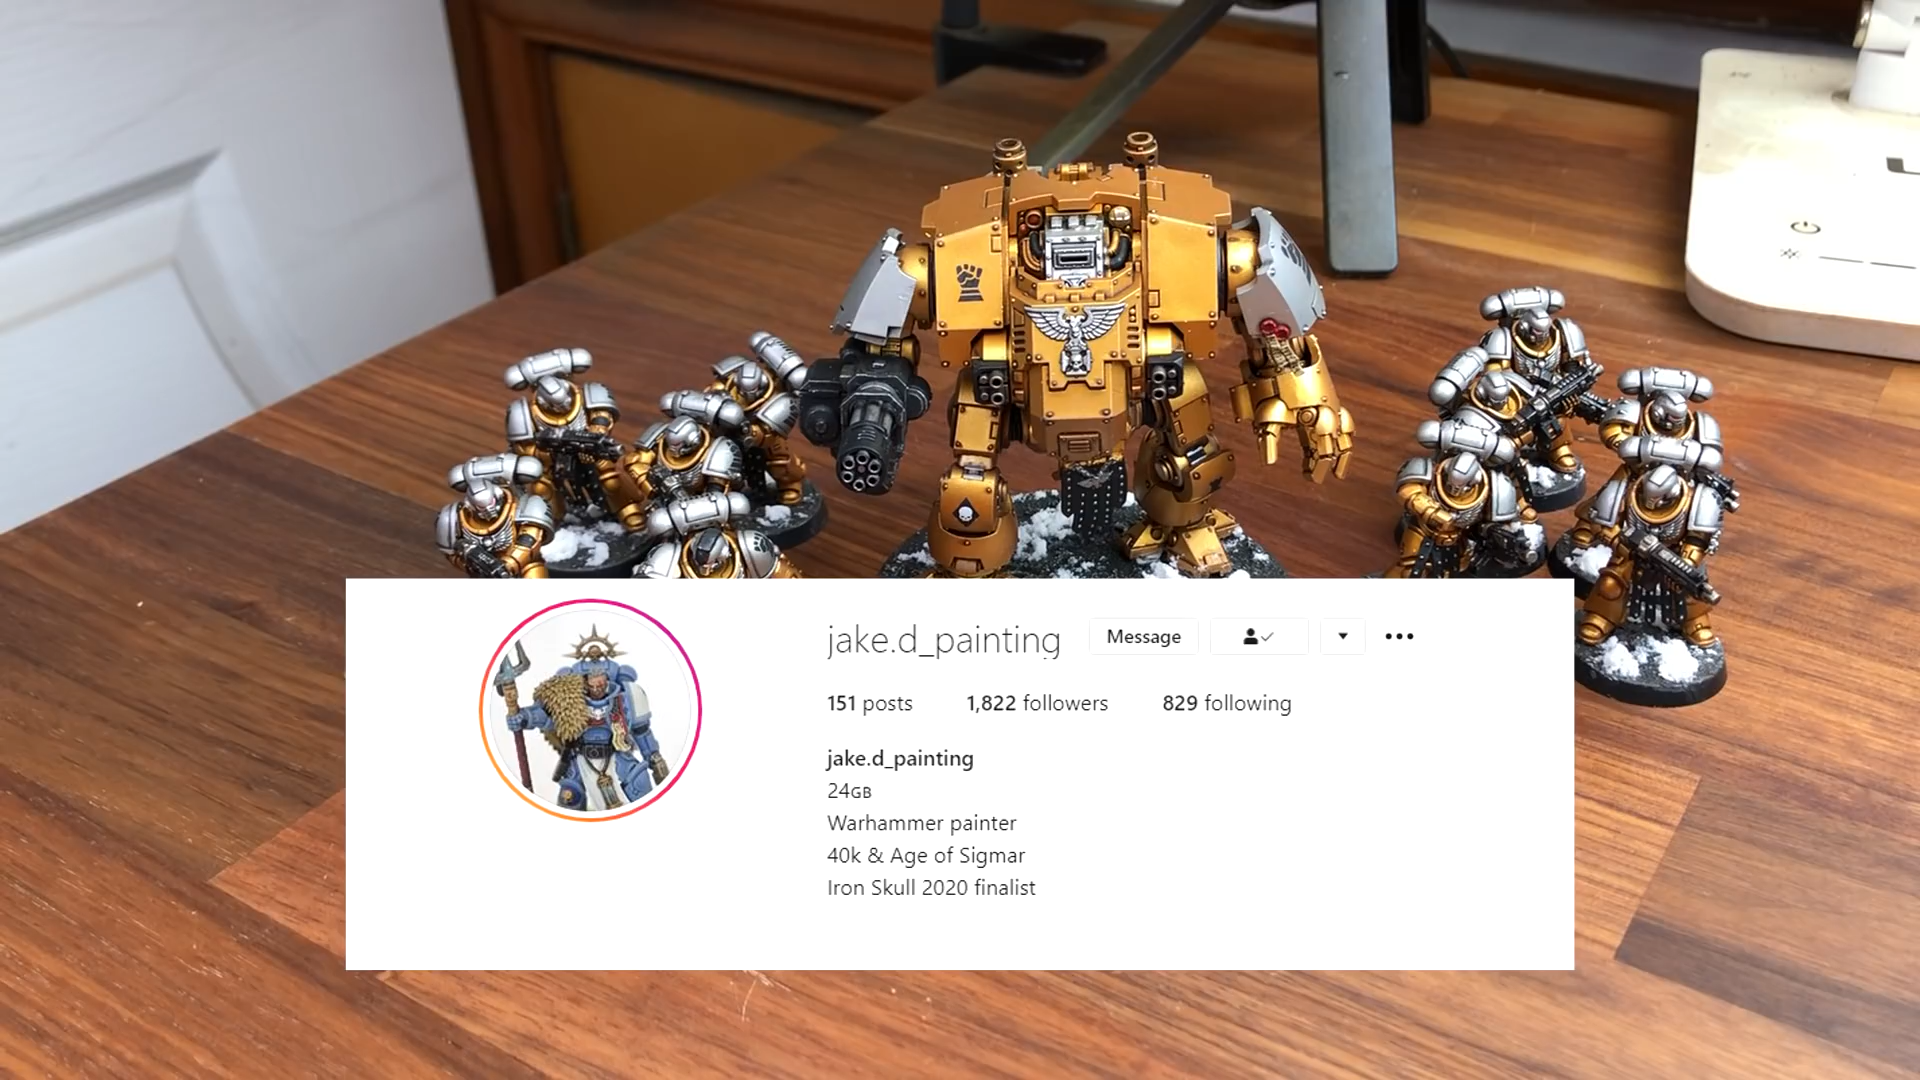 jake.d_painting Message
151 posts 1,822 followers 829 following
jake.d_painting
24GB
Warhammer painter
40k & Age of Sigmar
Iron Skull 2020 finalist